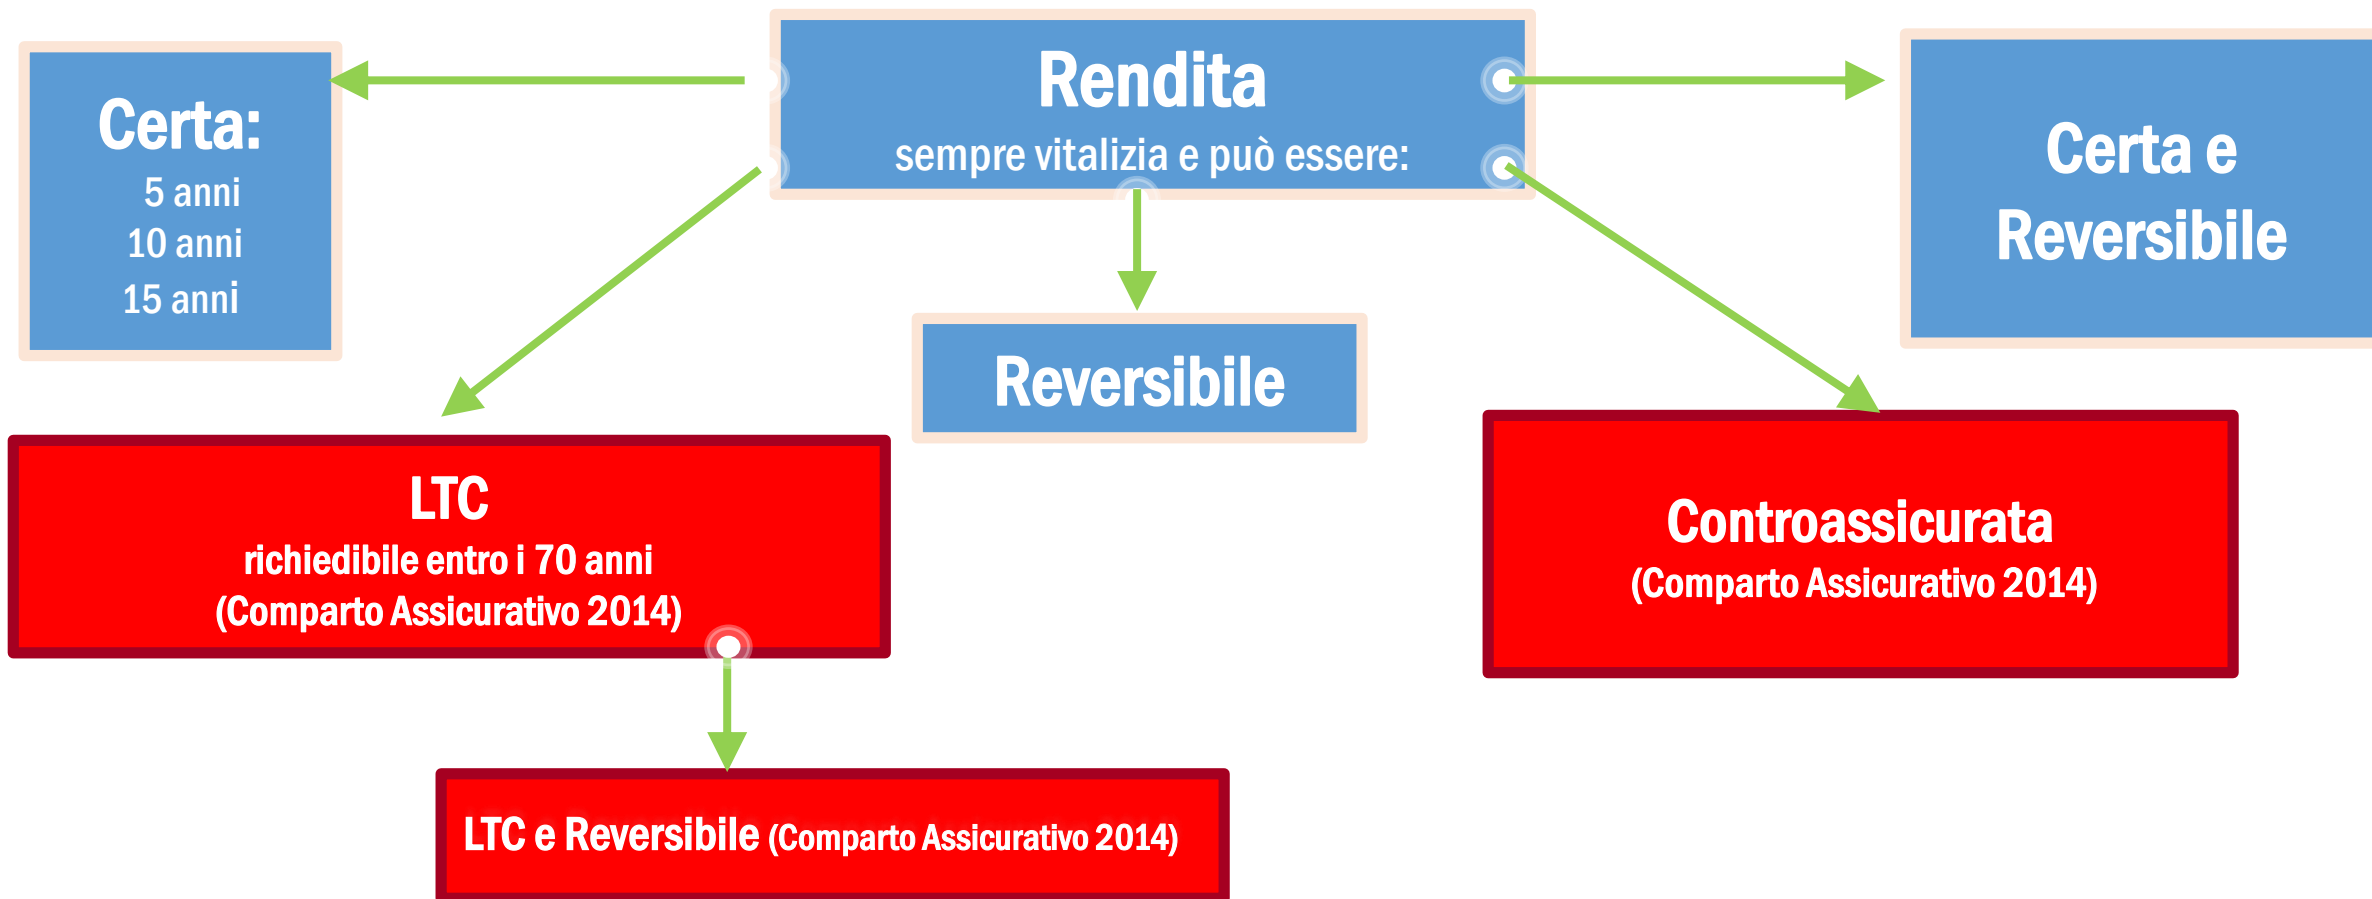 Rendita
sempre vitalizia e può essere:
Certa:
5 anni
10 anni
15 anni
Certa e
Reversibile
Reversibile
LTC
richiedibile entro i 70 anni
(Comparto Assicurativo 2014)
Controassicurata
(Comparto Assicurativo 2014)
LTC e Reversibile (Comparto Assicurativo 2014)